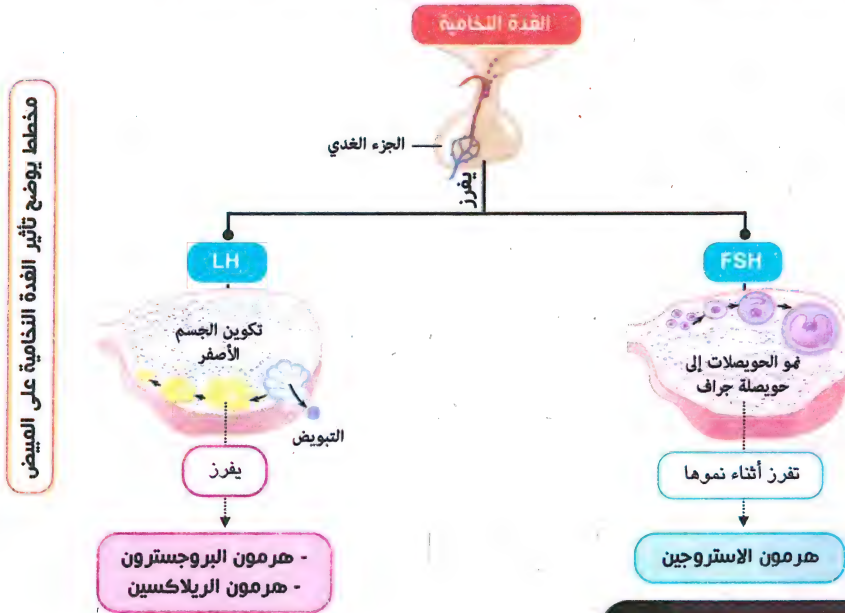 الغدة النخامية
مخطط يوضح تأثير الغدة النخامية على المبيض
الجزء الغدي
يفرز
FSH
LH
نمو الحويصلات إلى
حويصلة جراف
تكوين الجسم
الأصفر
التبويض
تفرز أثناء نموها
يفرز
هرمون الاستروجين
- هرمون البروجسترون
- هرمون الريلاكسين